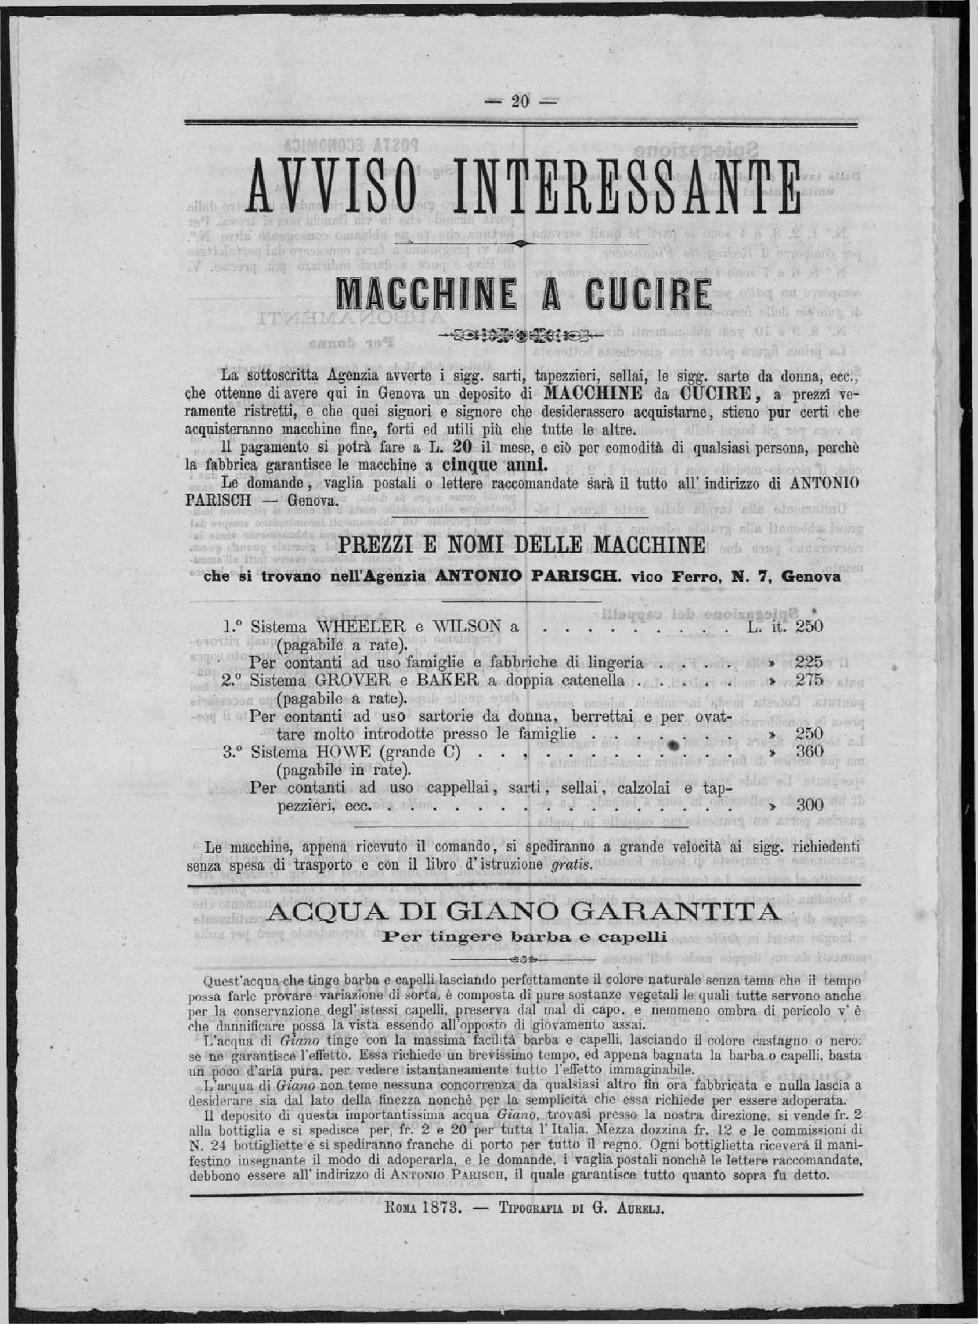 — 20 —
AVVISO INTERESSANTE
MACCHINE A CUCIRE
La sottoscritta Agenzia avverte i sigg. sarti, tapezzieri, sellai, le sigg. sarte da donna, ecc.,
che ottenne di avere qui in Genova un deposito di MACCHINE da CUCIRE, a prezzi ve-
ramente ristretti, e che quei signori e signore che desiderassero acquistarne, stieno pur certi che
acquisteranno macchine fine, forti ed utili più che tutte le altre.
Il pagamento si potrà fare a L. 20 il mese, e ciò per comodità di qualsiasi persona, perchè
la fabbrica garantisce le macchine a cinque anni.
Le domande, vaglia postali o lettere raccomandate sarà il tutto all' indirizzo di ANTONIO
PARISCH — Genova.
PREZZI E NOMI DELLE MACCHINE
che si trovano nell'Agenzia ANTONIO PARISCH. vico Ferro, N. 7, Genova
1.º Sistema WHEELER e WILSON a . . . . . . . . . . L. it. 250
(pagabile a rate).
Per contanti ad uso famiglie e fabbriche di lingeria . . . . » 225
2.º Sistema GROVER e BAKER a doppia catenella . . . . . » 275
(pagabile a rate).
Per contanti ad uso sartorie da donna, berrettai e per ovat-
tare molto introdotte presso le famiglie . . . . . . . » 250
3.º Sistema HOWE (grande C) . . , . . . . . . . . » 360
(pagabile in rate).
Per contanti ad uso cappellai, sarti, sellai, calzolai e tap-
pezzieri, ecc. . . . . . . . . . . . . . . . » 300
Le macchine, appena ricevuto il comando, si spediranno a grande velocità ai sigg. richiedenti
senza spesa di trasporto e con il libro d'istruzione gratis.
ACQUA DI GIANO GARANTITA
Per tingere barba e capelli
Quest'acqua che tinge barba e capelli lasciando perfettamente il colore naturale senza tema che il tempo
possa farle provare variazione di sorta, è composta di pure sostanze vegetali le quali tutte servono anche
per la conservazione degl' istessi capelli, preserva dal mal di capo, e nemmeno ombra di pericolo v' è
che dannificare possa la vista essendo all'opposto di giovamento assai.
L'acqua di Giano tinge con la massima facilità barba e capelli, lasciando il colore castagno o nero:
se ne garantisce l'effetto. Essa richiede un brevissimo tempo, ed appena bagnata la barba o capelli, basta
un poco d'aria pura, per vedere istantaneamente tutto l'effetto immaginabile.
L'acqua di Giano non teme nessuna concorrenza da qualsiasi altro fin ora fabbricata e nulla lascia a
desiderare sia dal lato della finezza nonchè per la semplicità che essa richiede per essere adoperata.
Il deposito di questa importantissima acqua Giano, trovasi presso la nostra direzione, si vende fr. 2
alla bottiglia e si spedisce per, fr. 2 e 20 per tutta l'Italia. Mezza dozzina fr. 12 e le commissioni di
N. 24 bottigliette e si spediranno franche di porto per tutto il regno. Ogni bottiglietta riceverà il mani-
festino insegnante il modo di adoperarla, e le domande, i vaglia postali nonchè le lettere raccomandate,
debbono essere all' indirizzo di ANTONIO PARISCH, il quale garantisce tutto quanto sopra fu detto.
ROMA 1873. — TIPOGRAFIA DI G. AURELJ.